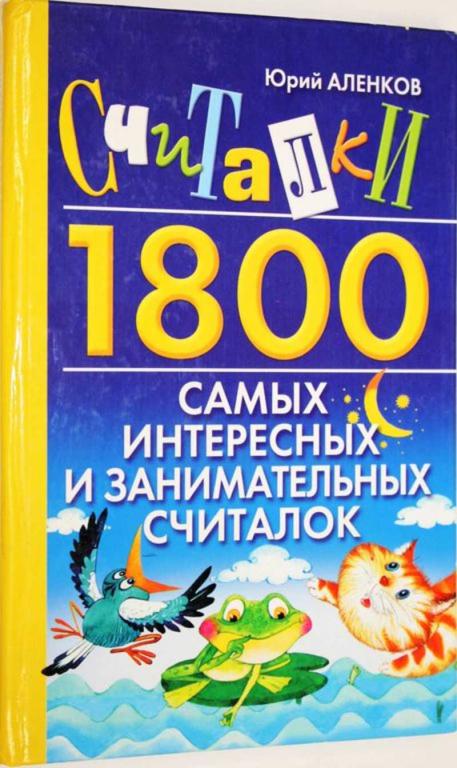 Юрий АЛЕНКОВ
СчиТалкИ
1800
САМЫХ
ИНТЕРЕСНЫХ
И ЗАНИМАТЕЛЬНЫХ
СЧИТАЛОК